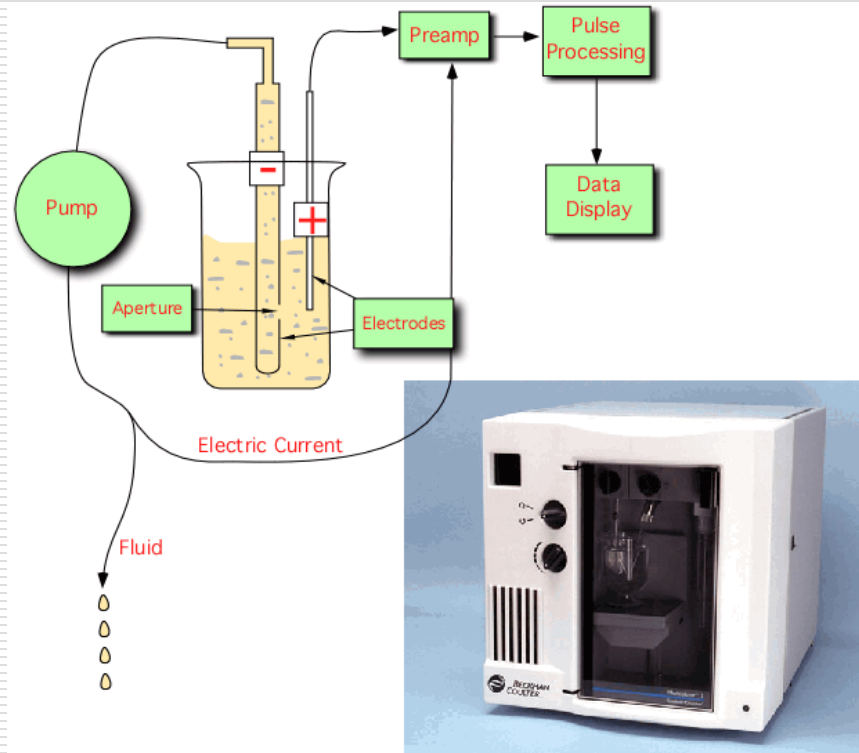 Preamp
Pulse
Processing
Pump
-
+
Data
Display
Aperture
Electrodes
Electric Current
Fluid
BECKMAN
COULTER